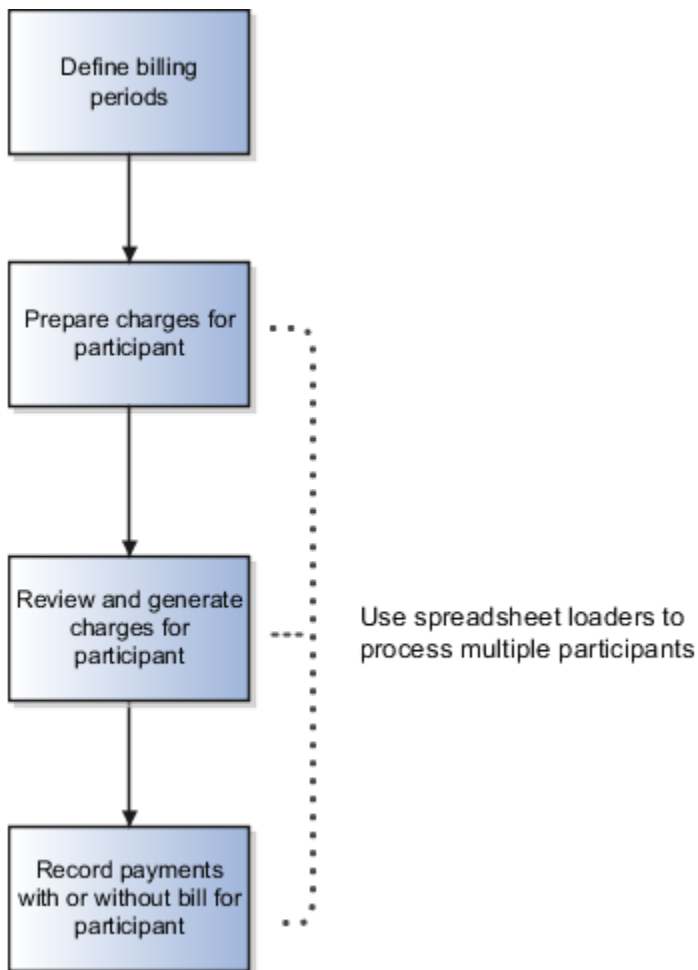 Define billing
periods
Prepare charges for
participant
Review and generate
charges for
participant
Use spreadsheet loaders to
process multiple participants
Record payments
with or without bill for
participant